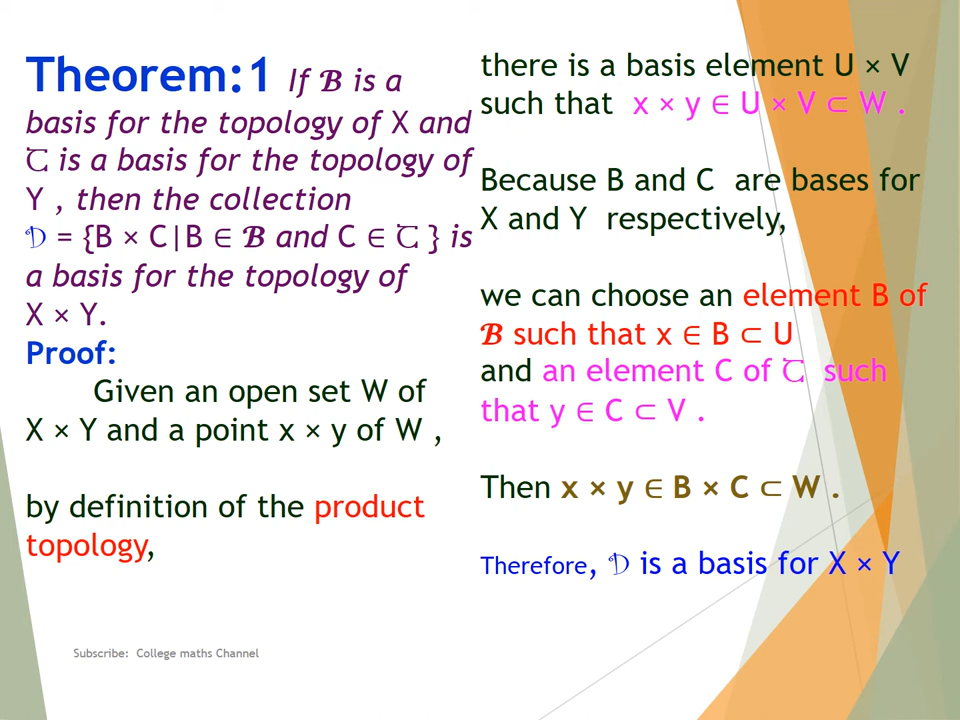 Theorem:1 If ℬ is a
basis for the topology of X and
ℭ is a basis for the topology of
Y , then the collection
𝔇 = {B × C|B ∈ ℬ and C ∈ ℭ } is
a basis for the topology of
X × Y.
Proof:
Given an open set W of
X × Y and a point x × y of W ,
by definition of the product
topology,
there is a basis element U × V
such that x × y ∈ U × V ⊂ W .
Because B and C are bases for
X and Y respectively,
we can choose an element B of
ℬ such that x ∈ B ⊂ U
and an element C of ℭ such
that y ∈ C ⊂ V .
Then x × y ∈ B × C ⊂ W .
Therefore, 𝔇 is a basis for X × Y
Subscribe: College maths Channel